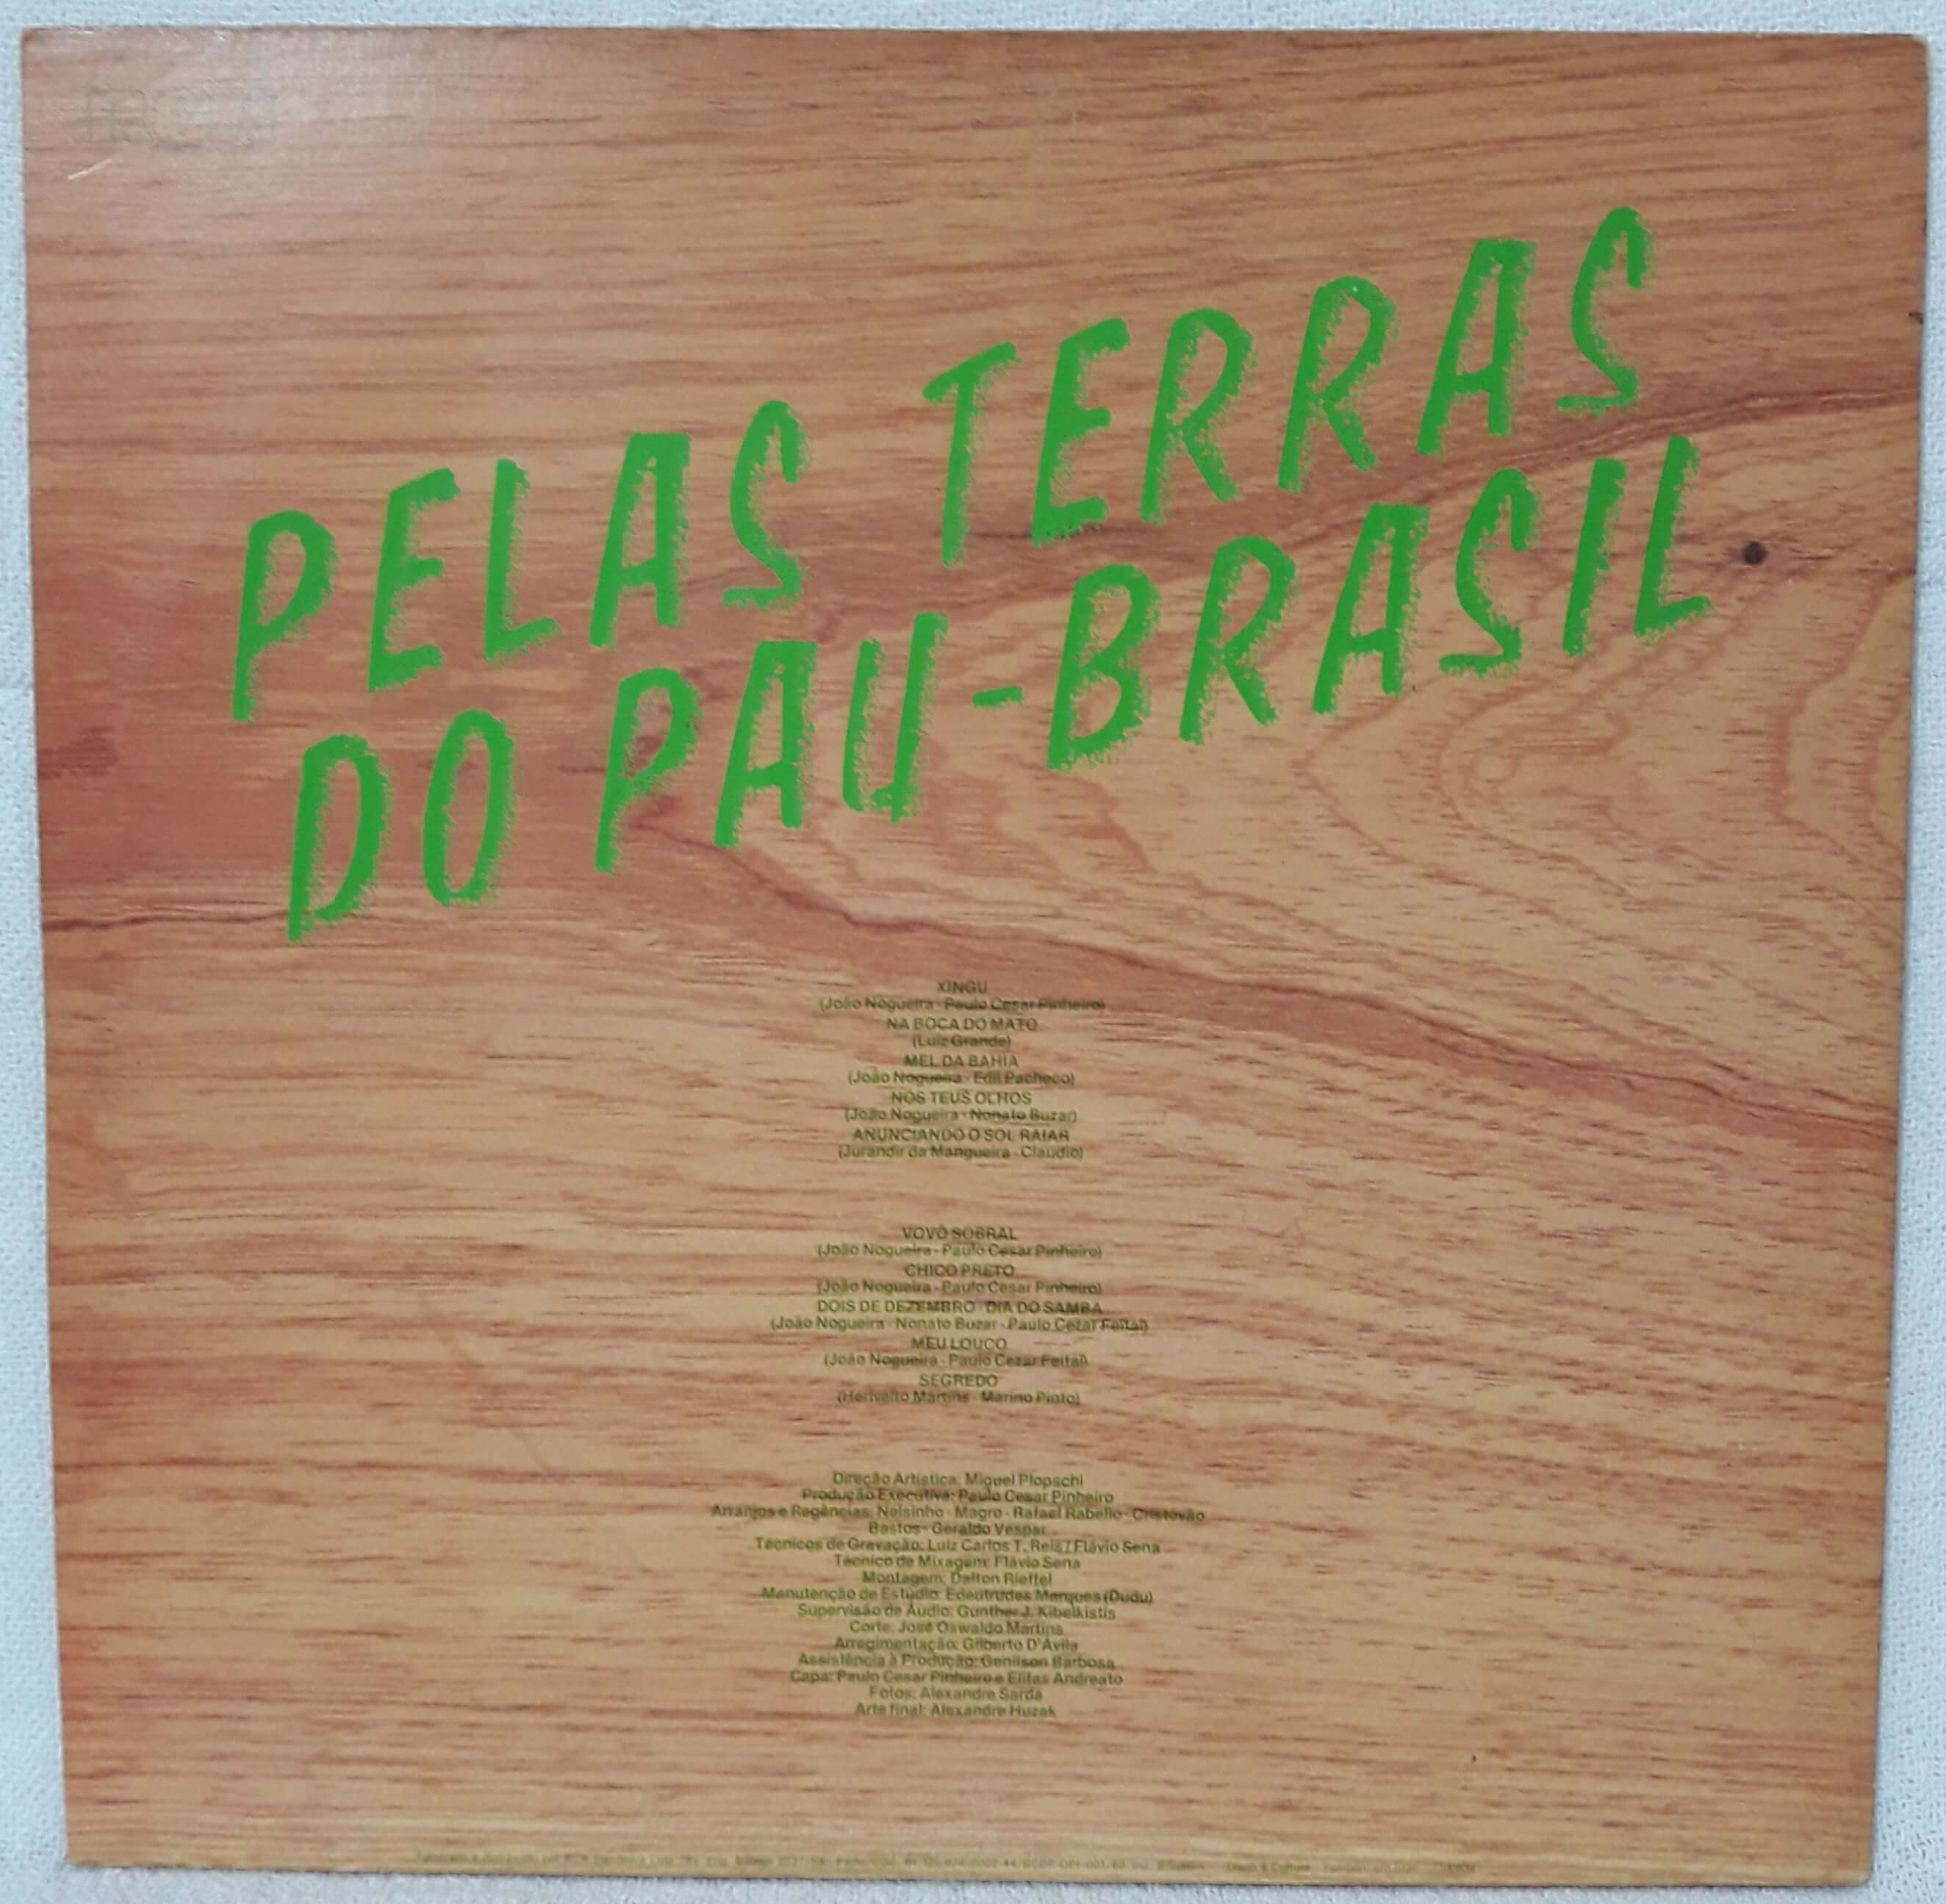 PELAS TERRAS
DO PAU-BRASIL
XINGU
(João Nogueira - Paulo Cesar Pinheiro)
NA BOCA DO MATO
(Luiz Grande)
MEL DA BAHIA
(João Nogueira - Edil Pacheco)
NOS TEUS OLHOS
(João Nogueira - Nonato Buzar)
ANUNCIANDO O SOL RAIAR
(Jurandir da Mangueira - Claudio)
VOVÔ SOBRAL
(João Nogueira - Paulo Cesar Pinheiro)
CHICO PRETO
(João Nogueira - Paulo Cesar Pinheiro)
DOIS DE DEZEMBRO - DIA DO SAMBA
(João Nogueira - Nonato Buzar - Paulo Cezar Feital)
MEU LOUCO
(João Nogueira - Paulo Cezar Feital)
SEGREDO
(Herivelto Martins - Marino Pinto)
Direção Artistica: Miguel Plopschi
Produção Executiva: Paulo Cesar Pinheiro
Arranjos e Regências: Nelsinho - Magro - Rafael Rabello - Cristóvão
Bastos - Geraldo Vespar
Técnicos de Gravação: Luiz Carlos T. Reis / Flávio Sena
Técnico de Mixagem: Flávio Sena
Montagem: Dalton Rieffel
Manutenção de Estúdio: Edeutrudes Marques (Dudu)
Supervisão de Áudio: Gunther J. Kibelkistis
Corte: José Oswaldo Martins
Arregimentação: Gilberto D'Ávila
Assistência à Produção: Genilson Barbosa
Capa: Paulo Cesar Pinheiro e Elifas Andreato
Fotos: Alexandre Sarda
Arte final: Alexandre Huzak